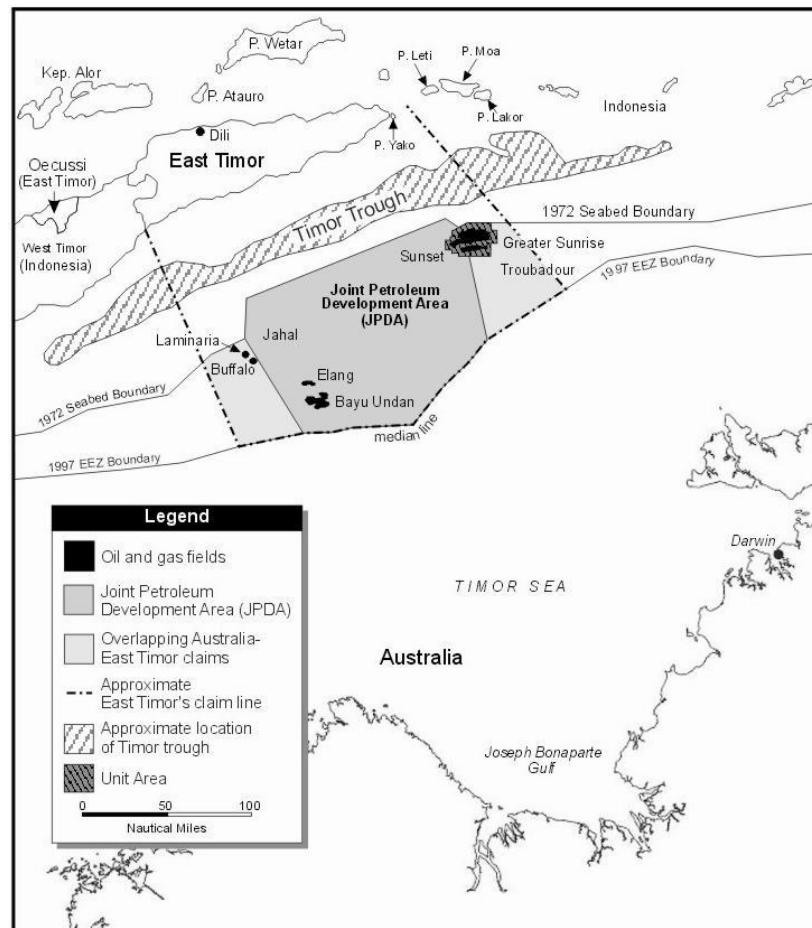 P. Wetar
P. Leti
P. Moa
Kep. Alor
P. Atauro
Indonesia
P. Lakor
Dili
P. Yako
East Timor
Oecussi
(East Timor)
Timor Trough
1972 Seabed Boundary
West Timor
(Indonesia)
Greater Sunrise
Sunset
Troubadour
1997 EEZ Boundary
Joint Petroleum
Development Area
(JPDA)
Laminaria
Jahal
Buffalo
Elang
Bayu Undan
1972 Seabed Boundary
median line
1997 EEZ Boundary
Legend
Oil and gas fields
Joint Petroleum
Development Area (JPDA)
Overlapping Australia-
East Timor claims
Approximate
East Timor's claim line
Approximate location
of Timor trough
Unit Area
0 50 100
Nautical Miles
Darwin
TIMOR SEA
Australia
Joseph Bonaparte
Gulf